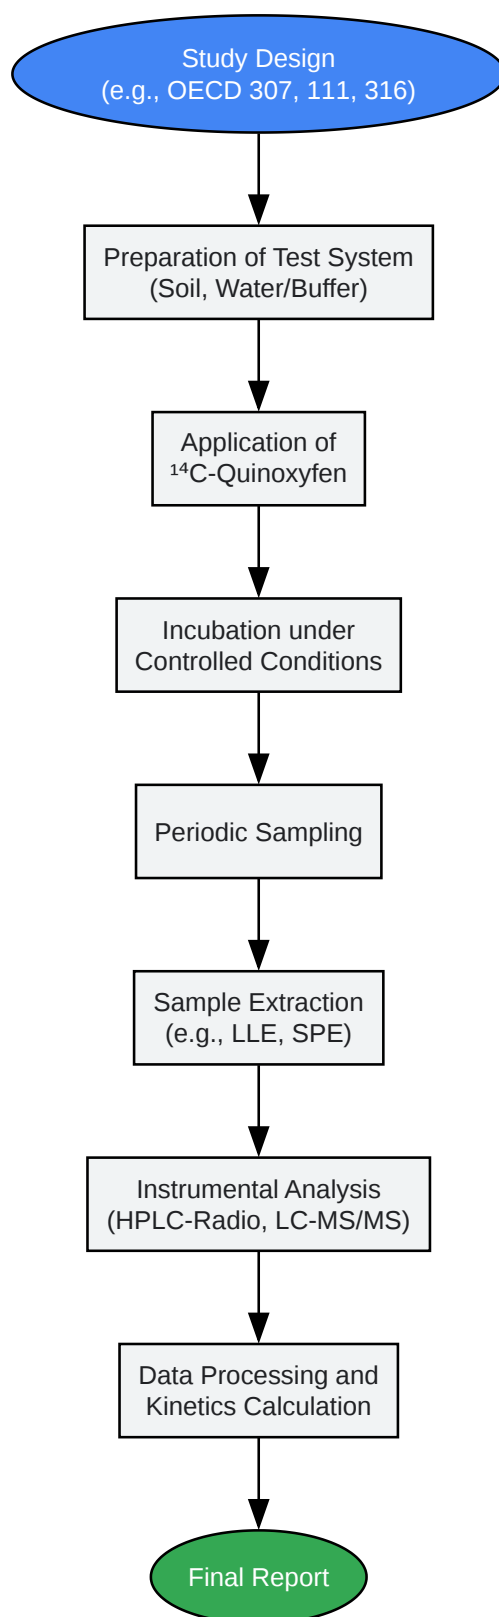 Study Design
(e.g., OECD 307, 111, 316)
Preparation of Test System
(Soil, Water/Buffer)
Application of
¹⁴C-Quinoxyfen
Incubation under
Controlled Conditions
Periodic Sampling
Sample Extraction
(e.g., LLE, SPE)
Instrumental Analysis
(HPLC-Radio, LC-MS/MS)
Data Processing and
Kinetics Calculation
Final Report